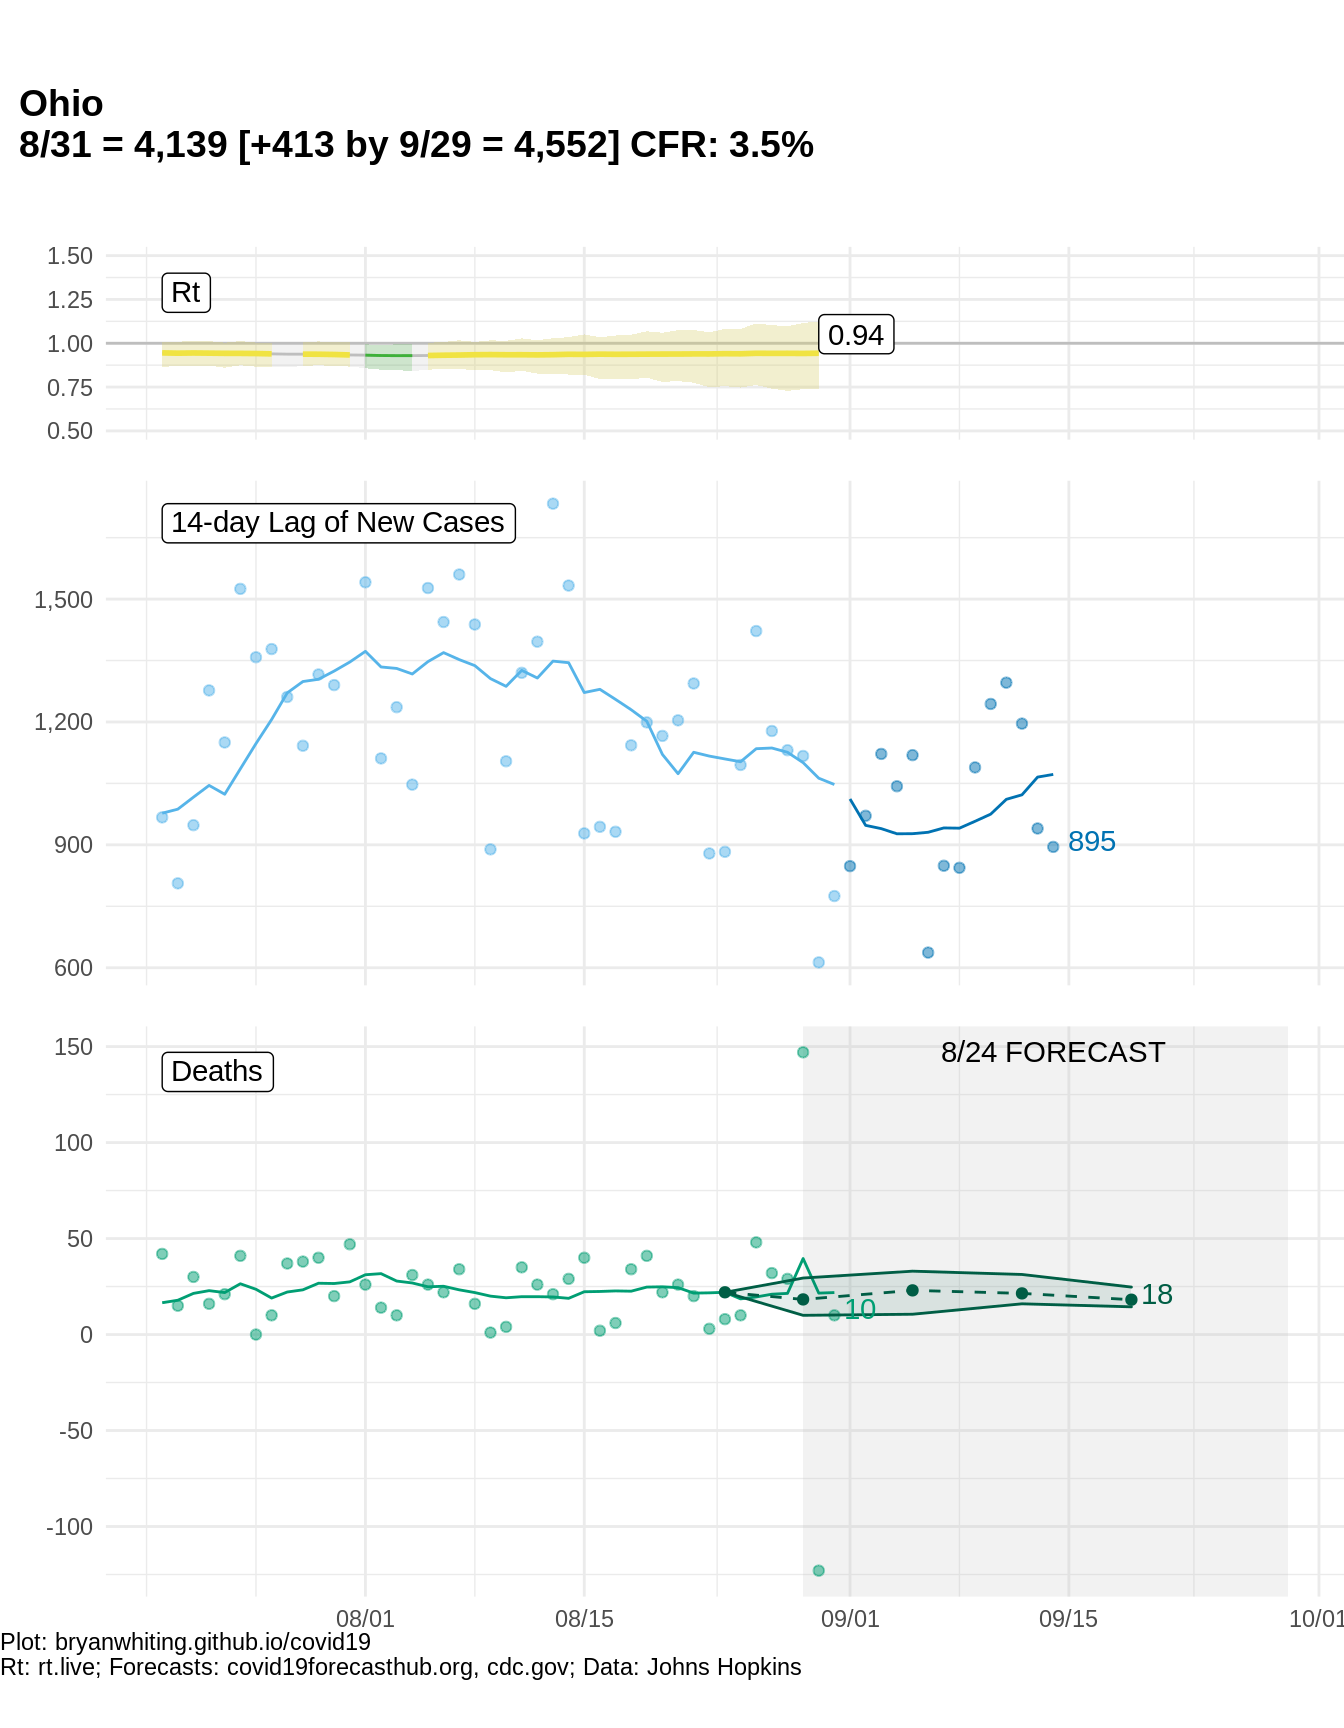 Ohio
8/31 = 4,139 [+413 by 9/29 = 4,552] CFR: 3.5%
1.50
1.25
1.00
0.75
0.50
Rt
0.94
14-day Lag of New Cases
1,500
1,200
900
600
895
150
100
50
0
-50
-100
Deaths
8/24 FORECAST
10
18
08/01 08/15 09/01 09/15 10/01
Plot: bryanwhiting.github.io/covid19
Rt: rt.live; Forecasts: covid19forecasthub.org, cdc.gov; Data: Johns Hopkins